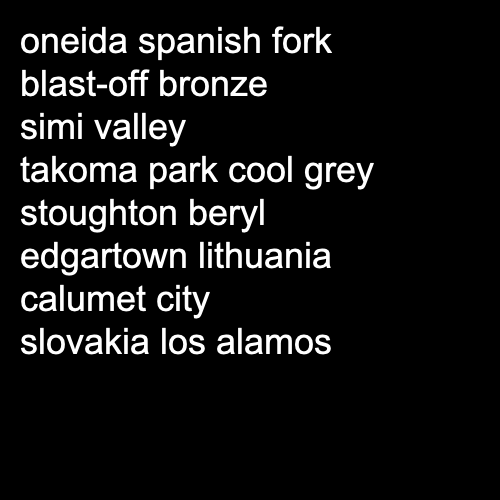 oneida spanish fork
blast-off bronze
simi valley
takoma park cool grey
stoughton beryl
edgartown lithuania
calumet city
slovakia los alamos